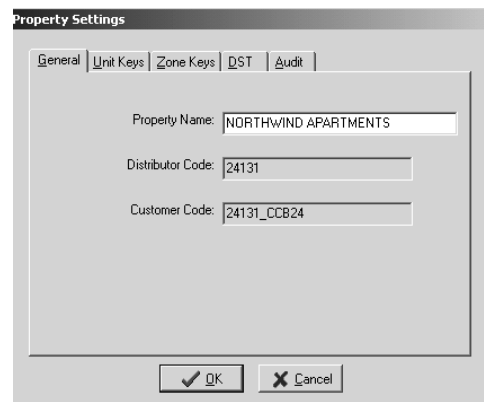 Property Settings
General Unit Keys Zone Keys DST Audit
Property Name: NORTHWIND APARTMENTS
Distributor Code: 24131
Customer Code: 24131_CCB24
OK Cancel